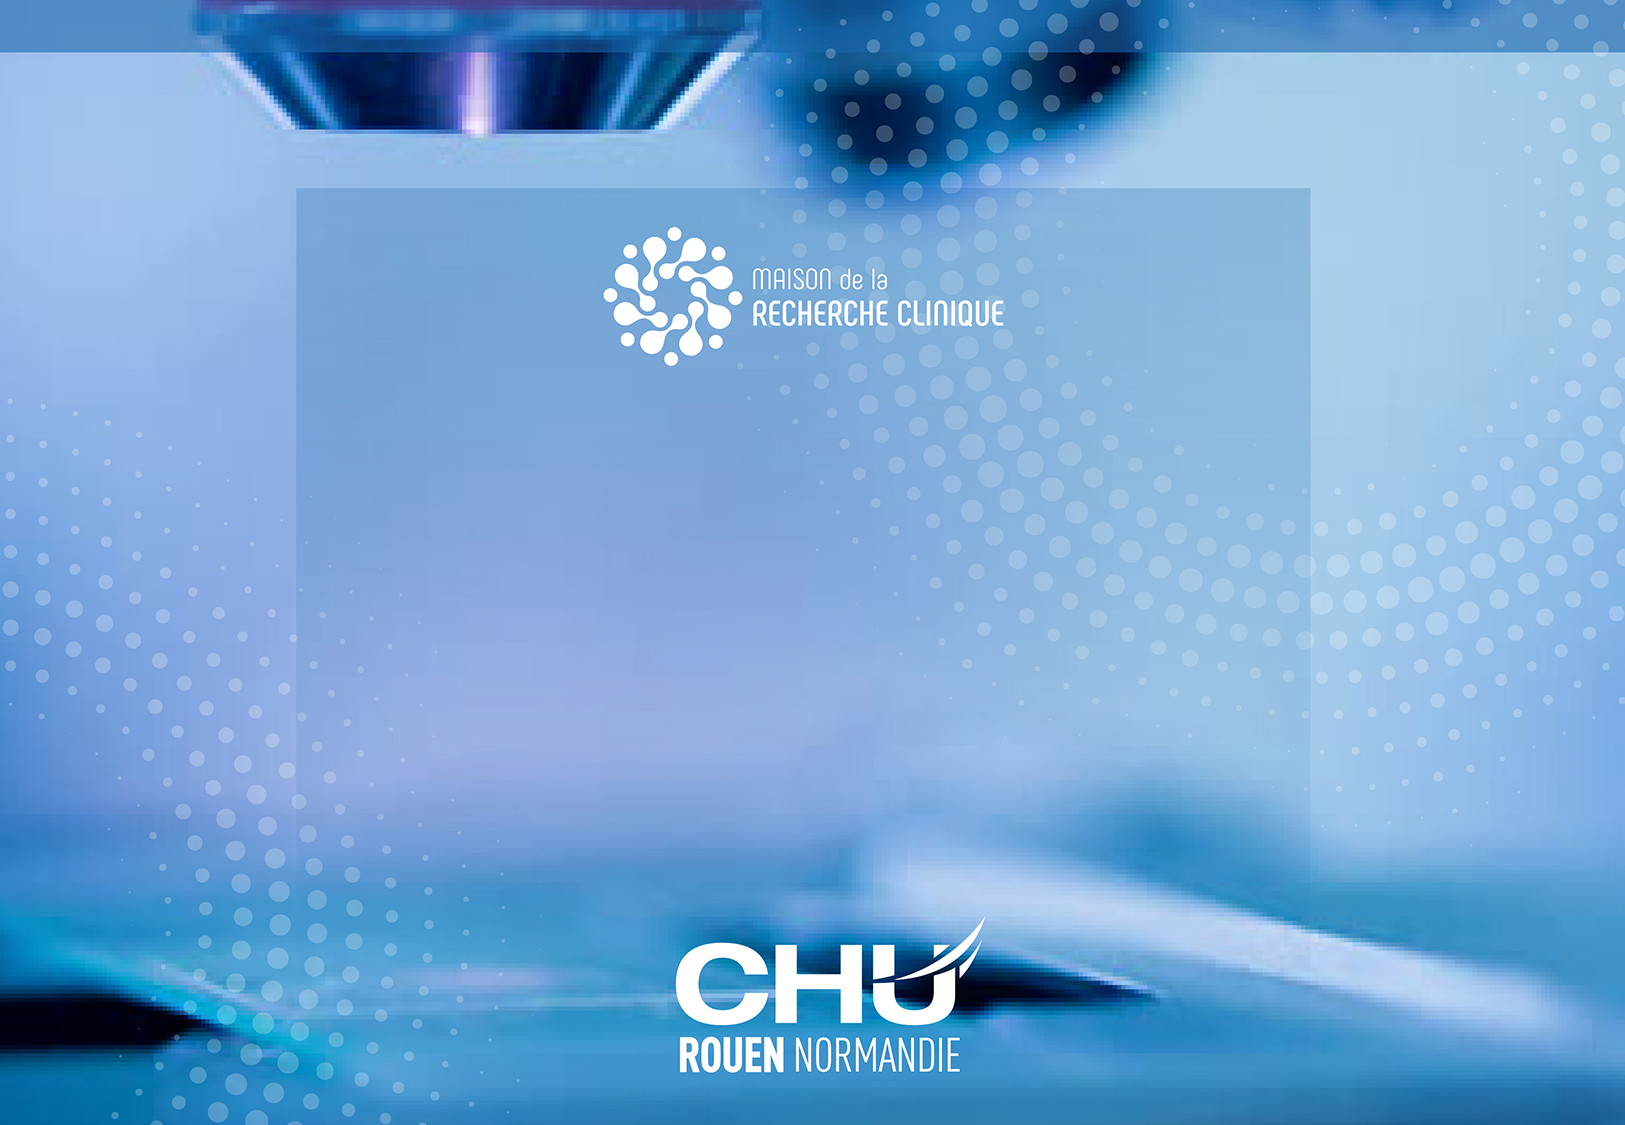 MAISON de la
RECHERCHE CLINIQUE
CHU
ROUEN NORMANDIE